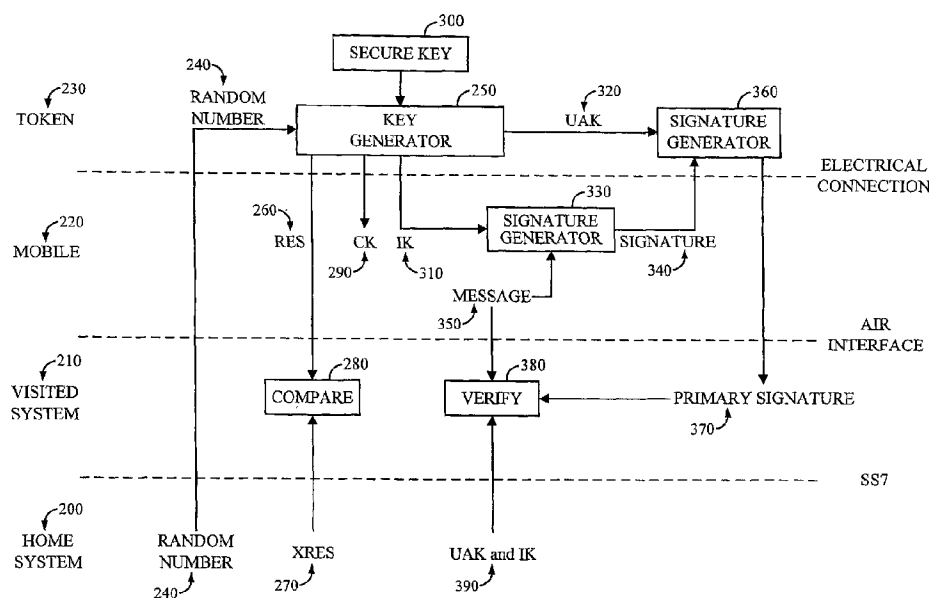 300
SECURE KEY
240
RANDOM
NUMBER
230
TOKEN
250
KEY
GENERATOR
320
UAK
360
SIGNATURE
GENERATOR
ELECTRICAL
CONNECTION
220
MOBILE
260
RES
CK
290
IK
310
330
SIGNATURE
GENERATOR
SIGNATURE
340
MESSAGE
350
AIR
INTERFACE
210
VISITED
SYSTEM
280
COMPARE
380
VERIFY
PRIMARY SIGNATURE
370
SS7
200
HOME
SYSTEM
RANDOM
NUMBER
240
XRES
270
UAK and IK
390